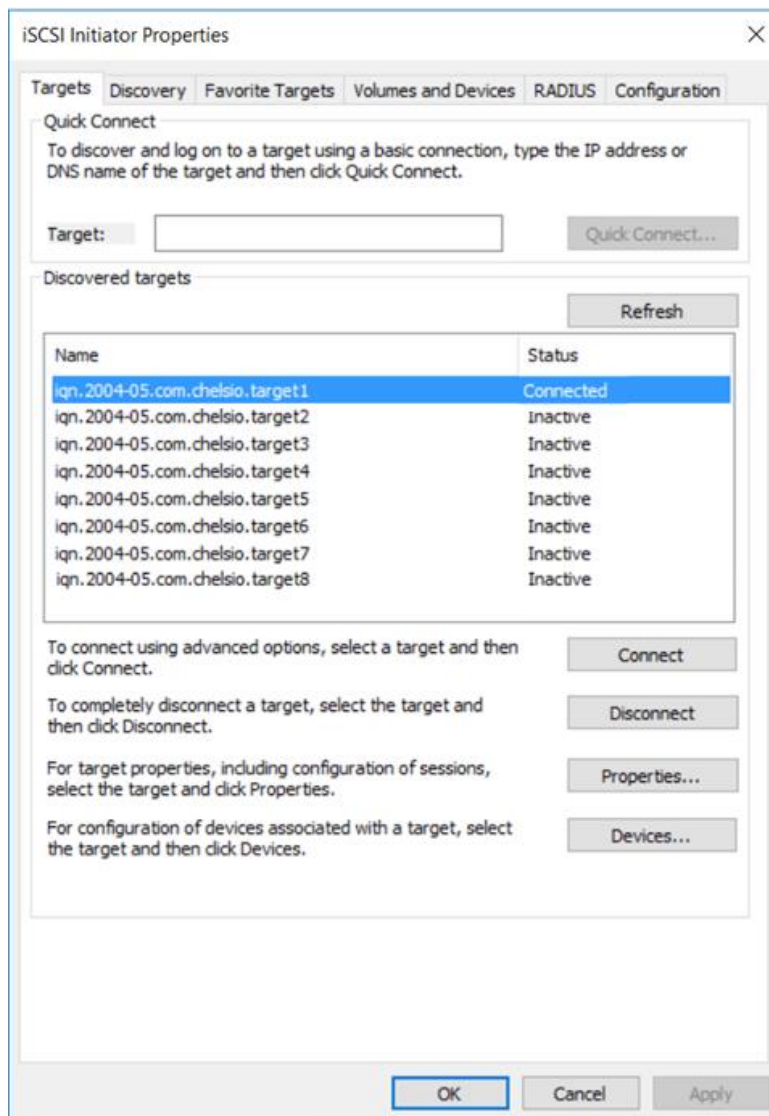 iSCSI Initiator Properties
Targets Discovery Favorite Targets Volumes and Devices RADIUS Configuration
Quick Connect
To discover and log on to a target using a basic connection, type the IP address or
DNS name of the target and then click Quick Connect.
Target: Quick Connect...
Discovered targets
Refresh
Name Status
iqn.2004-05.com.chelsio.target1 Connected
iqn.2004-05.com.chelsio.target2 Inactive
iqn.2004-05.com.chelsio.target3 Inactive
iqn.2004-05.com.chelsio.target4 Inactive
iqn.2004-05.com.chelsio.target5 Inactive
iqn.2004-05.com.chelsio.target6 Inactive
iqn.2004-05.com.chelsio.target7 Inactive
iqn.2004-05.com.chelsio.target8 Inactive
To connect using advanced options, select a target and then
click Connect.
Connect
To completely disconnect a target, select the target and
then click Disconnect.
Disconnect
For target properties, including configuration of sessions,
select the target and click Properties.
Properties...
For configuration of devices associated with a target, select
the target and then click Devices.
Devices...
OK Cancel Apply